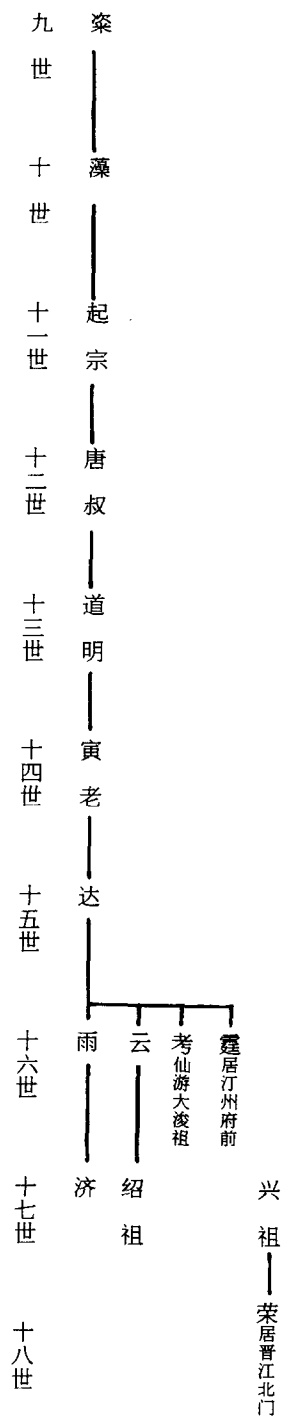 九世 粢
十世 藻
十一世 起宗
十二世 唐叔
十三世 道明
十四世 寅老
十五世 达
十六世 雨 云 考仙游大浚祖 霆居汀州府前
十七世 济 绍祖 兴祖
十八世 荣居晋江北门